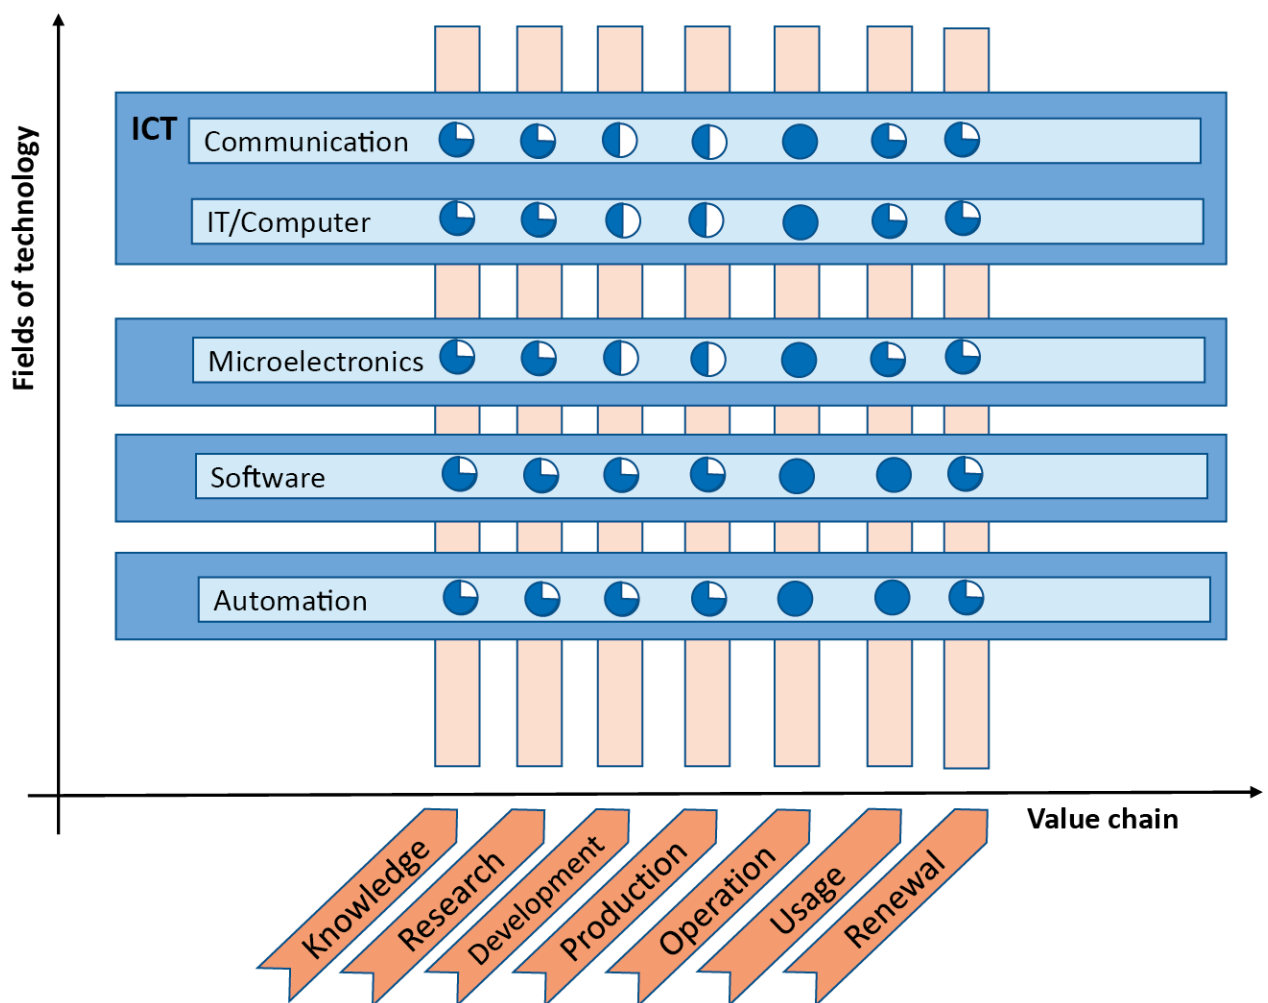 Fields of technology
ICT
Communication
IT/Computer
Microelectronics
Software
Automation
Value chain
Knowledge
Research
Development
Production
Operation
Usage
Renewal